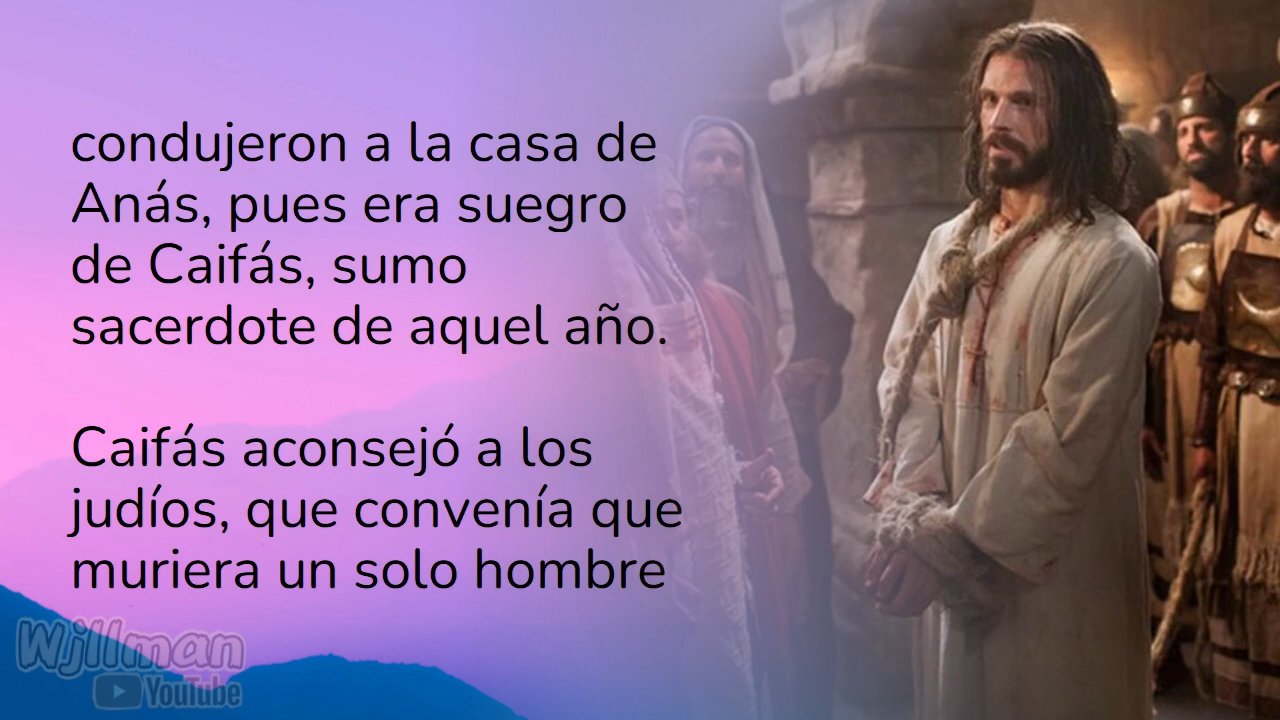 condujeron a la casa de
Anás, pues era suegro
de Caifás, sumo
sacerdote de aquel año.
Caifás aconsejó a los
judíos, que convenía que
muriera un solo hombre
Wjllman
YouTube